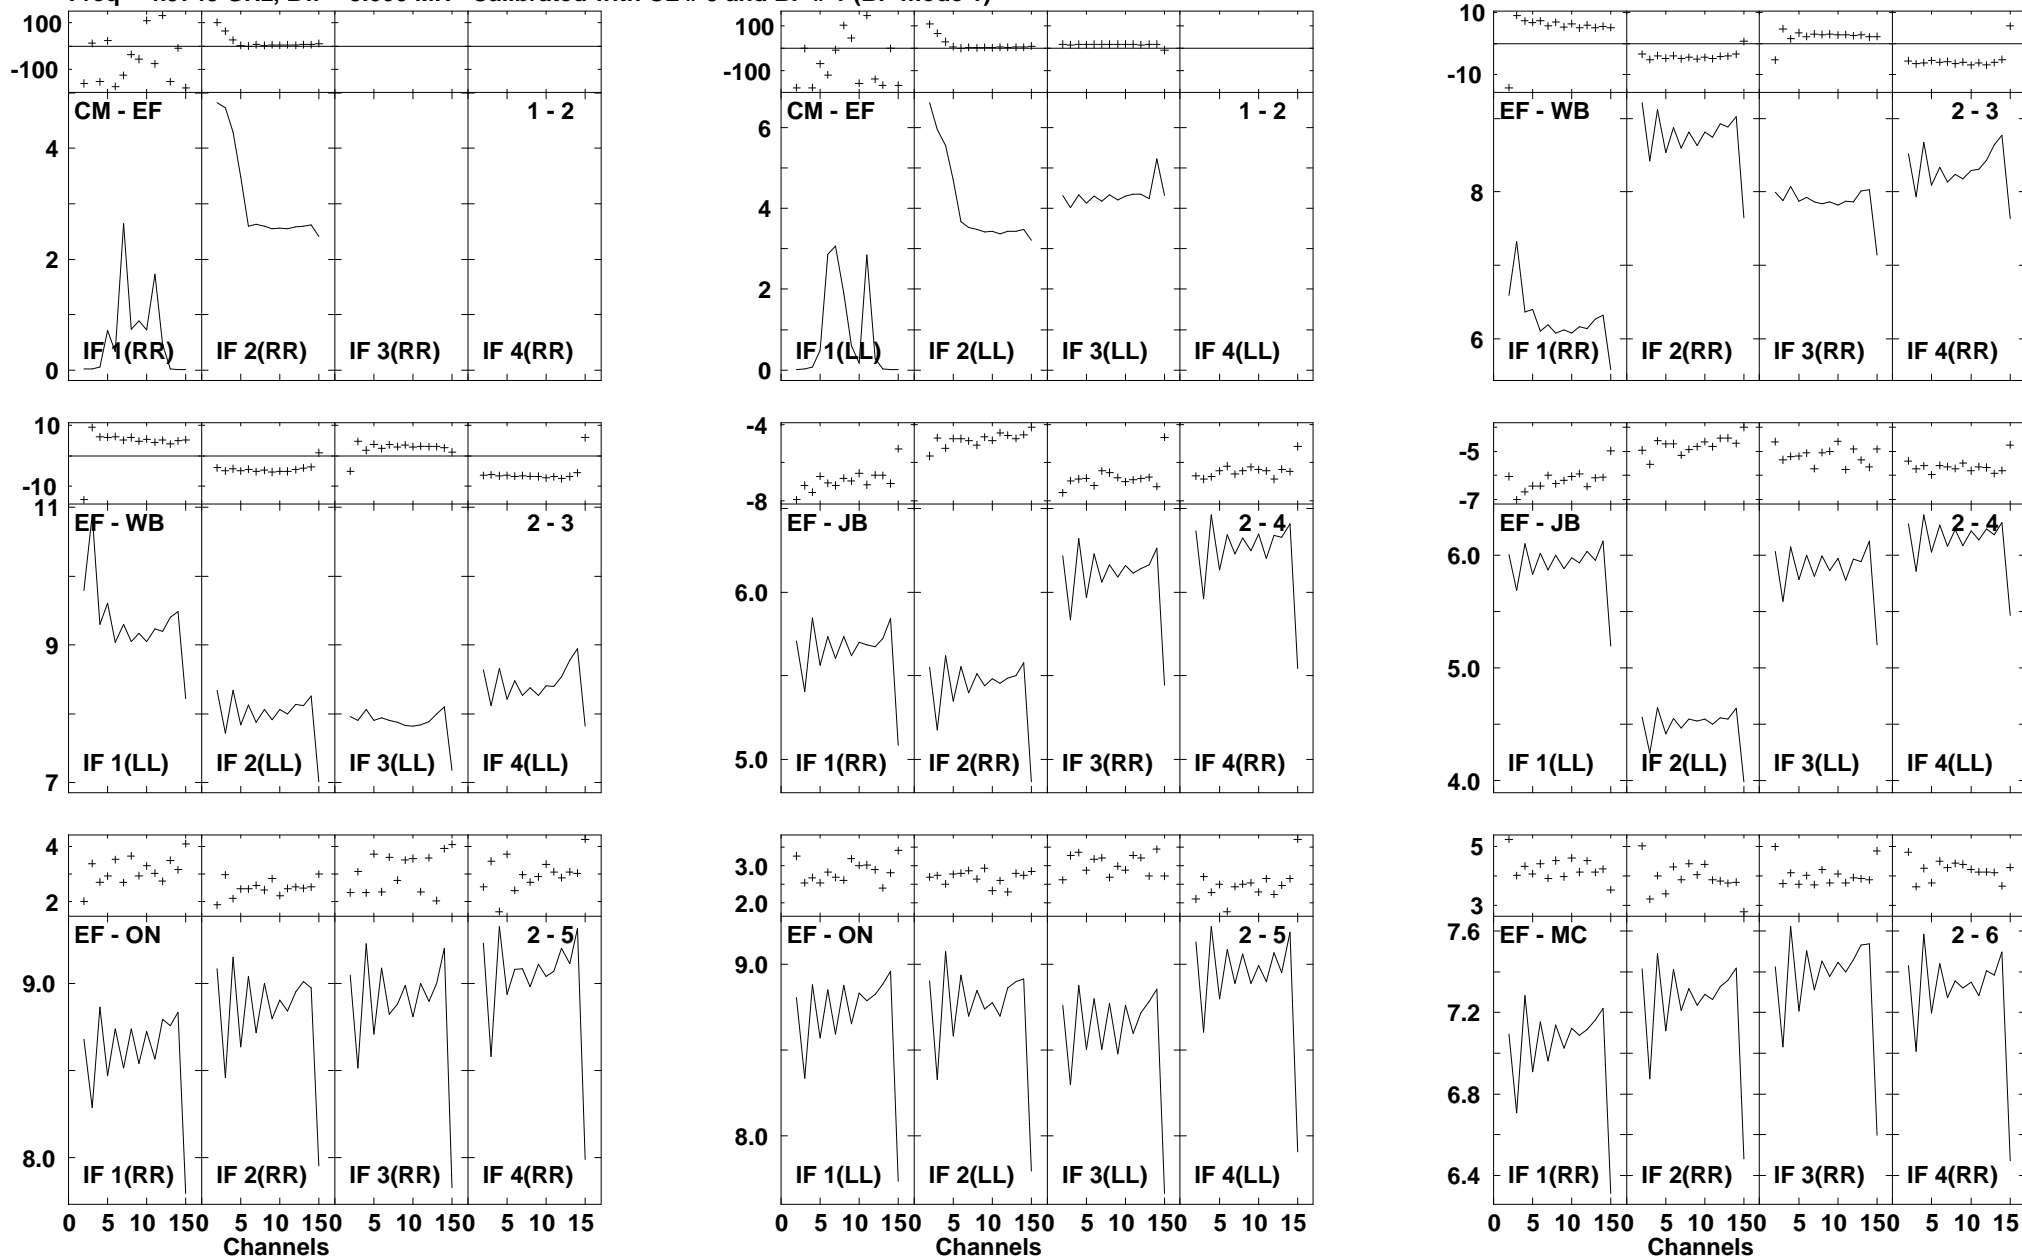 100
-100
CM - EF
1 - 2
4
2
0
IF 1(RR)
IF 2(RR)
IF 3(RR)
IF 4(RR)
100
-100
CM - EF
1 - 2
6
4
2
0
IF 1(LL)
IF 2(LL)
IF 3(LL)
IF 4(LL)
10
-10
EF - WB
2 - 3
8
6
IF 1(RR)
IF 2(RR)
IF 3(RR)
IF 4(RR)
10
-10
11
EF - WB
2 - 3
9
7
IF 1(LL)
IF 2(LL)
IF 3(LL)
IF 4(LL)
-4
-8
EF - JB
2 - 4
6.0
5.0
IF 1(RR)
IF 2(RR)
IF 3(RR)
IF 4(RR)
-5
-7
EF - JB
2 - 4
6.0
5.0
4.0
IF 1(LL)
IF 2(LL)
IF 3(LL)
IF 4(LL)
4
2
EF - ON
2 - 5
9.0
8.0
IF 1(RR)
IF 2(RR)
IF 3(RR)
IF 4(RR)
0 5 10 150 5 10 150 5 10 150 5 10 15
Channels
3.0
2.0
EF - ON
2 - 5
9.0
8.0
IF 1(LL)
IF 2(LL)
IF 3(LL)
IF 4(LL)
0 5 10 150 5 10 150 5 10 150 5 10 15
Channels
5
3
EF - MC
2 - 6
7.6
7.2
6.8
6.4
IF 1(RR)
IF 2(RR)
IF 3(RR)
IF 4(RR)
0 5 10 150 5 10 150 5 10 150 5 10 15
Channels